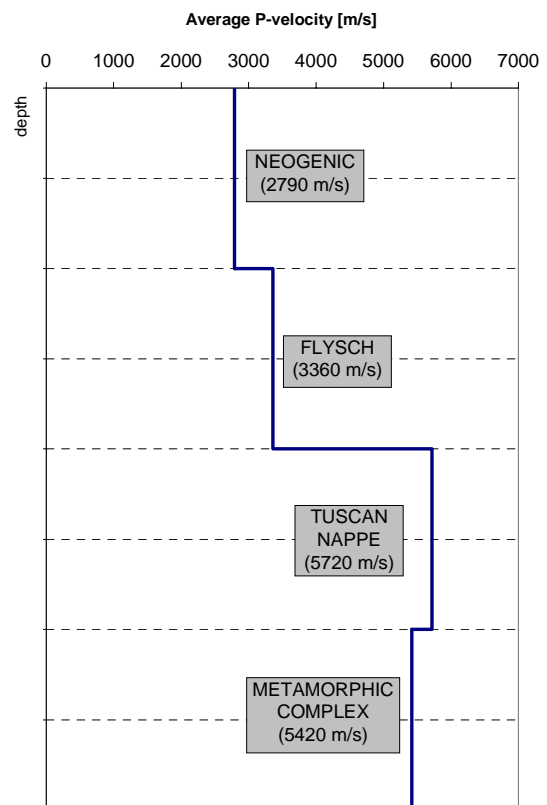 Average P-velocity [m/s]
0 1000 2000 3000 4000 5000 6000 7000
depth
NEOGENIC
(2790 m/s)
FLYSCH
(3360 m/s)
TUSCAN
NAPPE
(5720 m/s)
METAMORPHIC
COMPLEX
(5420 m/s)